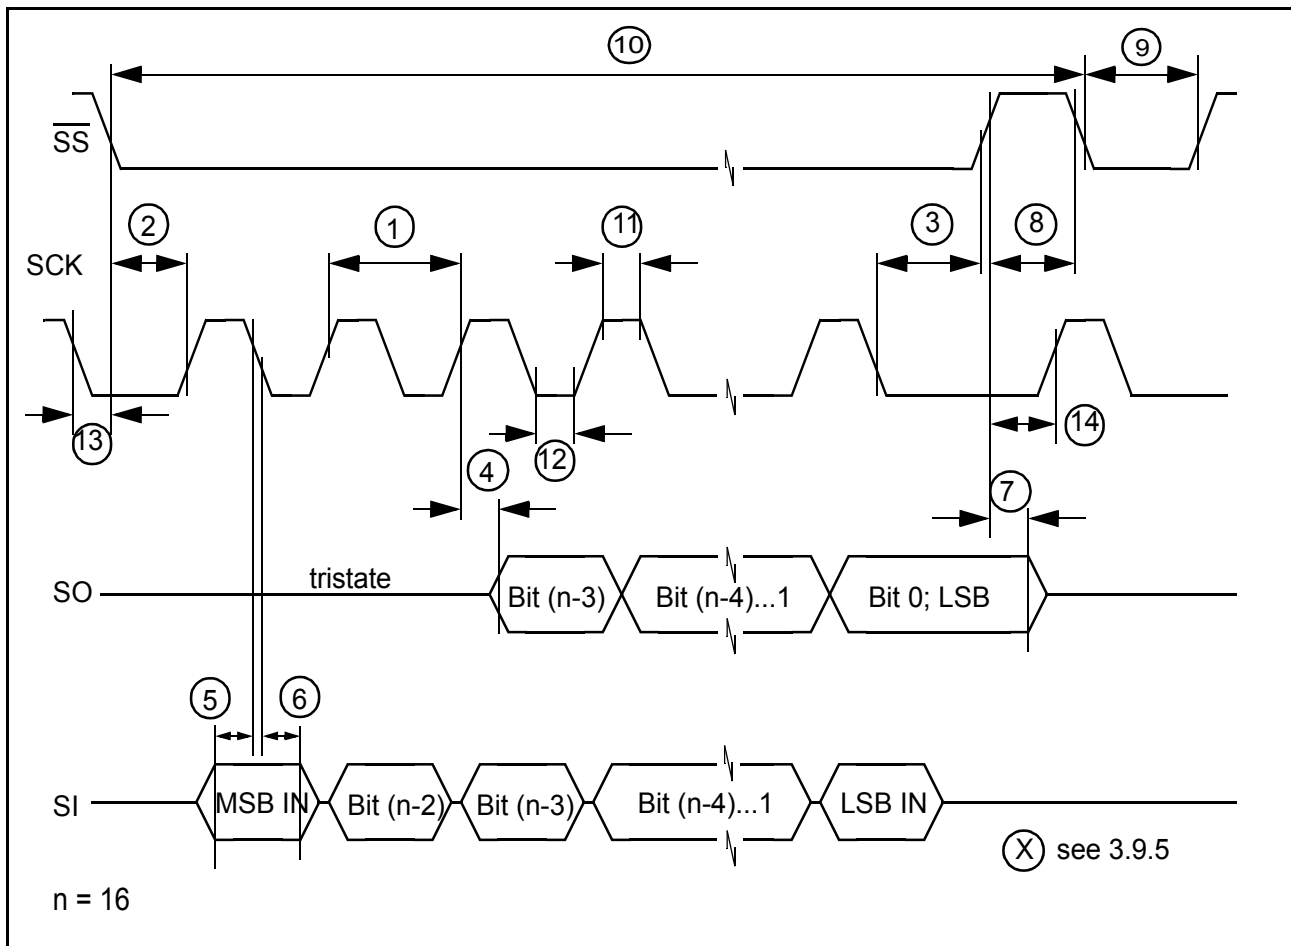 10
9
SS
2
1
11
3
8
SCK
13
12
14
4
7
tristate
SO
Bit (n-3)
Bit (n-4)...1
Bit 0; LSB
5
6
SI
MSB IN
Bit (n-2)
Bit (n-3)
Bit (n-4)...1
LSB IN
X see 3.9.5
n = 16